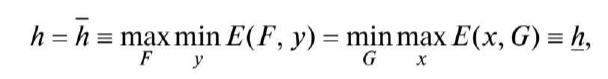 h = h̅ ≡ max_F min_y E(F, y) = min_G max_x E(x, G) ≡ h̲,